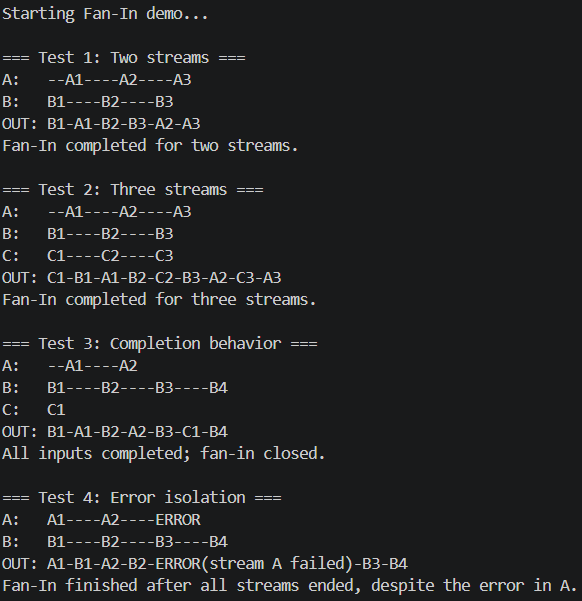 Starting Fan-In demo...
=== Test 1: Two streams ===
A:   --A1----A2----A3
B:   B1----B2----B3
OUT: B1-A1-B2-B3-A2-A3
Fan-In completed for two streams.
=== Test 2: Three streams ===
A:   --A1----A2----A3
B:   B1----B2----B3
C:   C1----C2----C3
OUT: C1-B1-A1-B2-C2-B3-A2-C3-A3
Fan-In completed for three streams.
=== Test 3: Completion behavior ===
A:   --A1----A2
B:   B1----B2----B3----B4
C:   C1
OUT: B1-A1-B2-A2-B3-C1-B4
All inputs completed; fan-in closed.
=== Test 4: Error isolation ===
A:   A1----A2----ERROR
B:   B1----B2----B3----B4
OUT: A1-B1-A2-B2-ERROR(stream A failed)-B3-B4
Fan-In finished after all streams ended, despite the error in A.